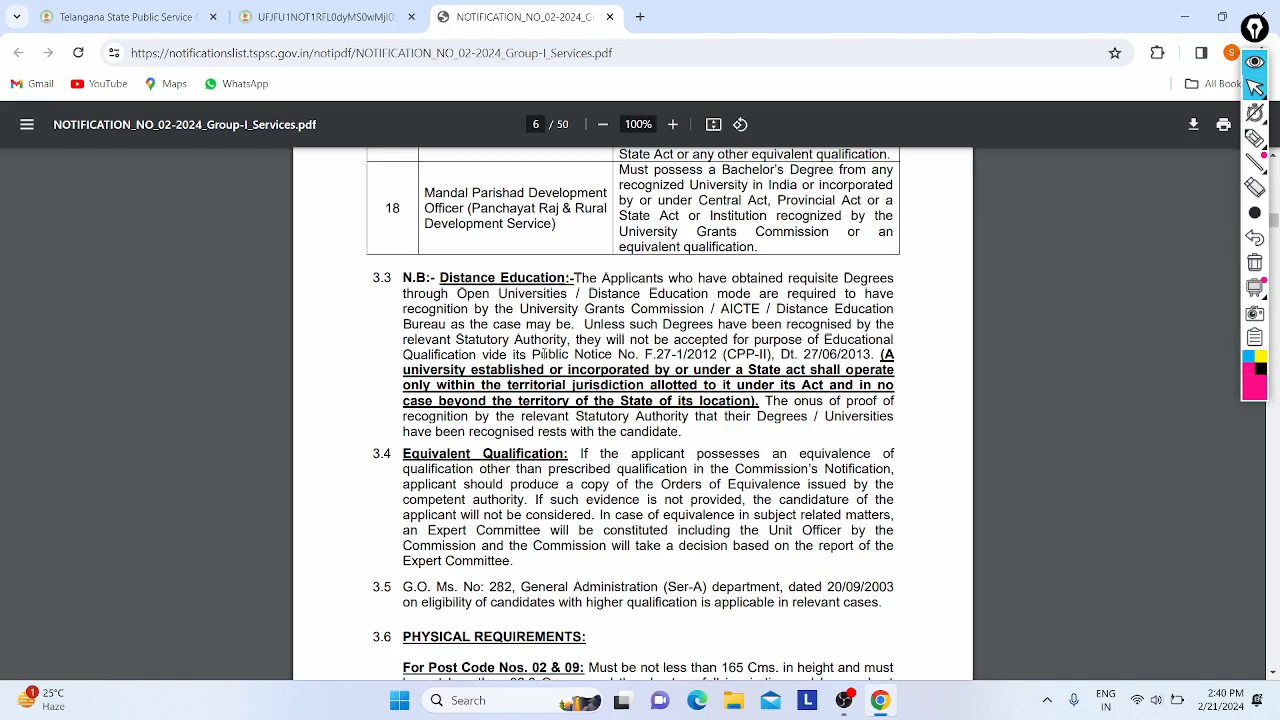 Telangana State Public Service C
UFJFU1NOT1RFL0dyMS0wMjI0
NOTIFICATION_NO_02-2024_G
https://notificationslist.tspsc.gov.in/notipdf/NOTIFICATION_NO_02-2024_Group-I_Services.pdf
S
Gmail
YouTube
Maps
WhatsApp
All Book
NOTIFICATION_NO_02-2024_Group-I_Services.pdf
6 / 50
100%
State Act or any other equivalent qualification.
18
Mandal Parishad Development
Officer (Panchayat Raj & Rural
Development Service)
Must possess a Bachelor's Degree from any
recognized University in India or incorporated
by or under Central Act, Provincial Act or a
State Act or Institution recognized by the
University Grants Commission or an
equivalent qualification.
3.3 N.B:- Distance Education:-The Applicants who have obtained requisite Degrees
through Open Universities / Distance Education mode are required to have
recognition by the University Grants Commission / AICTE / Distance Education
Bureau as the case may be. Unless such Degrees have been recognised by the
relevant Statutory Authority, they will not be accepted for purpose of Educational
Qualification vide its Public Notice No. F.27-1/2012 (CPP-II), Dt. 27/06/2013. (A
university established or incorporated by or under a State act shall operate
only within the territorial jurisdiction allotted to it under its Act and in no
case beyond the territory of the State of its location). The onus of proof of
recognition by the relevant Statutory Authority that their Degrees / Universities
have been recognised rests with the candidate.
3.4 Equivalent Qualification: If the applicant possesses an equivalence of
qualification other than prescribed qualification in the Commission's Notification,
applicant should produce a copy of the Orders of Equivalence issued by the
competent authority. If such evidence is not provided, the candidature of the
applicant will not be considered. In case of equivalence in subject related matters,
an Expert Committee will be constituted including the Unit Officer by the
Commission and the Commission will take a decision based on the report of the
Expert Committee.
3.5 G.O. Ms. No: 282, General Administration (Ser-A) department, dated 20/09/2003
on eligibility of candidates with higher qualification is applicable in relevant cases.
3.6 PHYSICAL REQUIREMENTS:
For Post Code Nos. 02 & 09: Must be not less than 165 Cms. in height and must
1
25°C
Haze
Search
L
ENG
IN
2:40 PM
2/21/2024